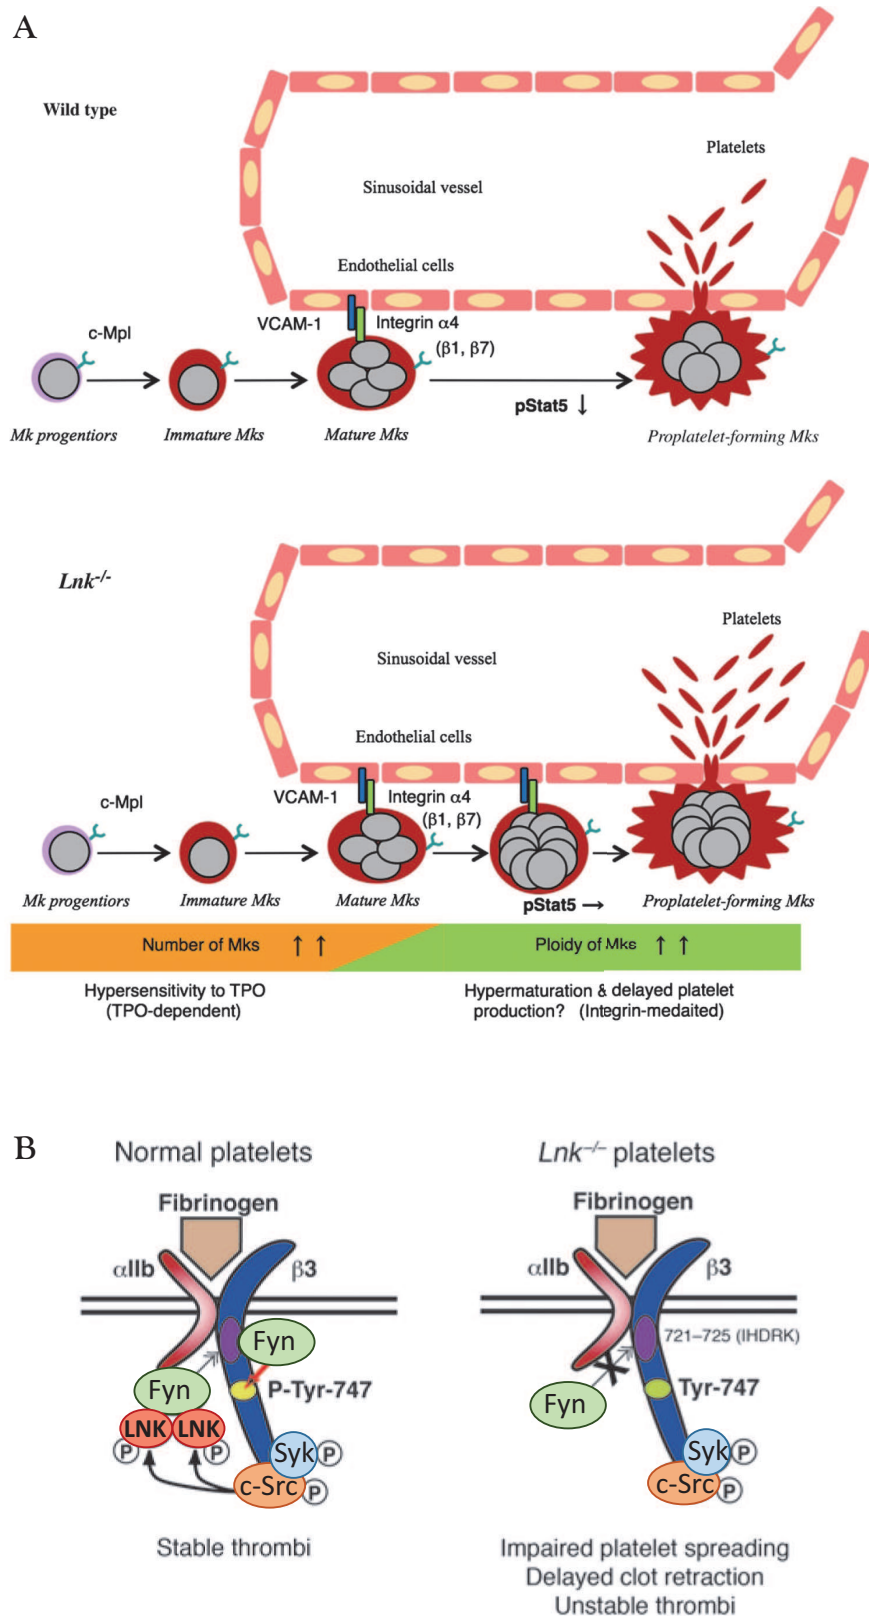 A
Wild type
Platelets
Sinusoidal vessel
Endothelial cells
VCAM-1
Integrin α4
(β1, β7)
c-Mpl
pStat5 ↓
Mk progentiors
Immature Mks
Mature Mks
Proplatelet-forming Mks
Lnk-/-
Platelets
Sinusoidal vessel
Endothelial cells
VCAM-1
Integrin α4
(β1, β7)
c-Mpl
Mk progentiors
Immature Mks
Mature Mks
pStat5 →
Proplatelet-forming Mks
Number of Mks ↑ ↑
Ploidy of Mks ↑ ↑
Hypersensitivity to TPO
(TPO-dependent)
Hypermaturation & delayed platelet
production? (Integrin-medaited)
B
Normal platelets
Fibrinogen
αIIb
β3
Fyn
Fyn
P-Tyr-747
LNK
LNK
P
P
Syk
P
c-Src
P
Stable thrombi
Lnk–/– platelets
Fibrinogen
αIIb
β3
721–725 (IHDRK)
Fyn
Tyr-747
Syk
P
c-Src
P
Impaired platelet spreading
Delayed clot retraction
Unstable thrombi